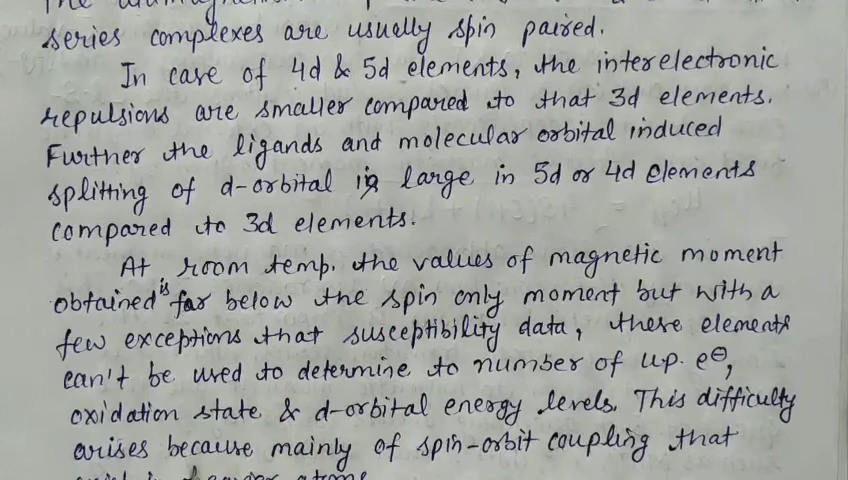 The
series complexes are usually spin paired.
In case of 4d & 5d elements, the interelectronic
repulsions are smaller compared to that 3d elements.
Further the ligands and molecular orbital induced
splitting of d-orbital is large in 5d or 4d elements
compared to 3d elements.
At room temp. the values of magnetic moment
obtained is far below the spin only moment but with a
few exceptions that susceptibility data, these elements
can't be used to determine to number of up. e⊖,
oxidation state & d-orbital energy levels. This difficulty
arises because mainly of spin-orbit coupling that